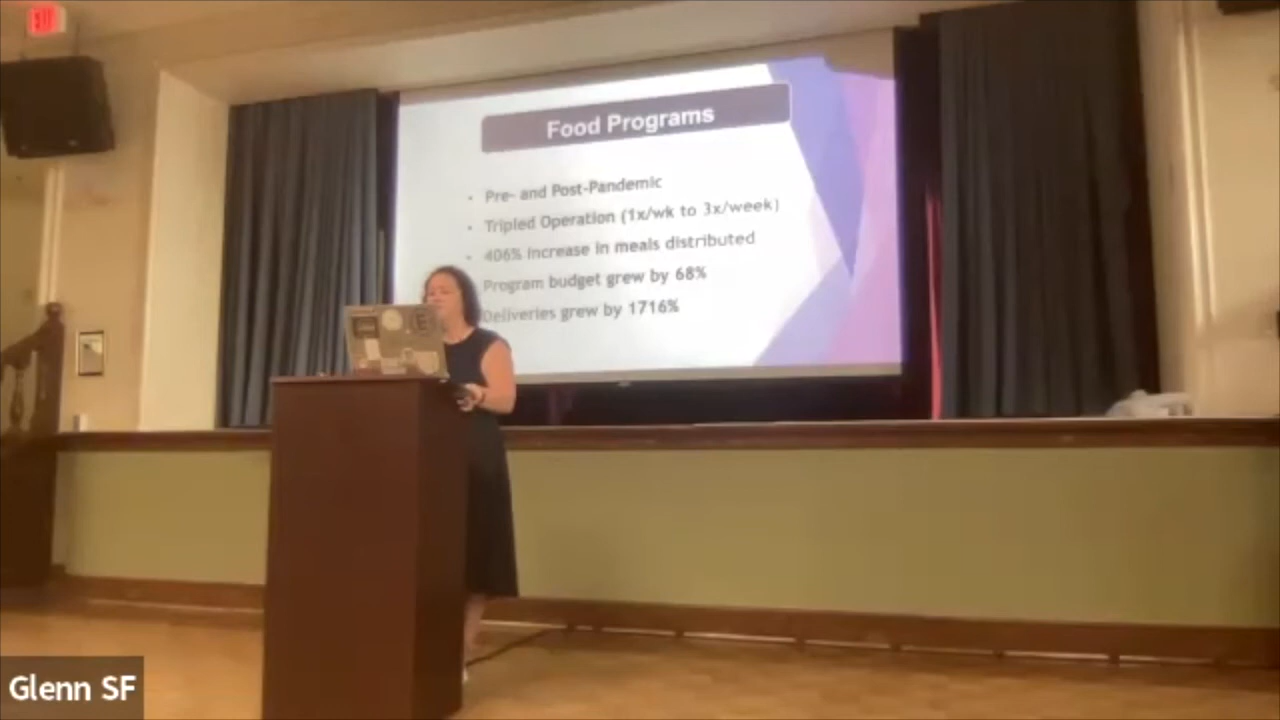 Food Programs
Pre- and Post-Pandemic
Tripled Operation (1x/wk to 3x/week)
406% increase in meals distributed
Program budget grew by 68%
Deliveries grew by 1716%
Glenn SF